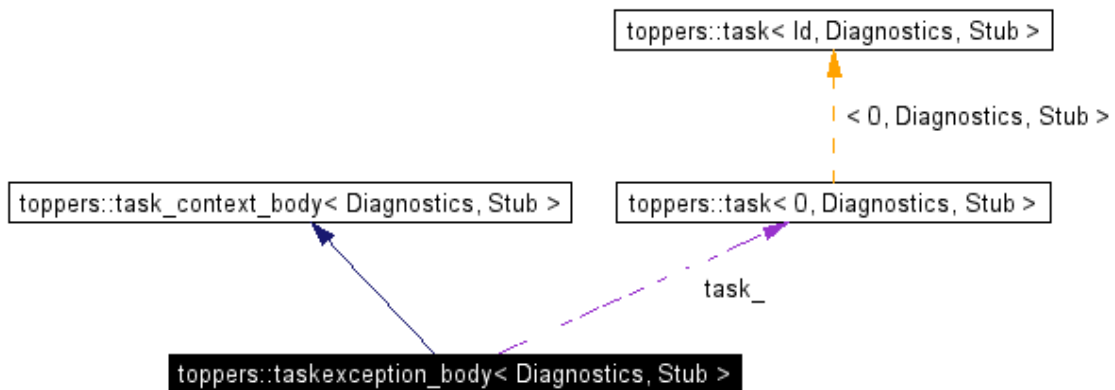 toppers::task< Id, Diagnostics, Stub >
< 0, Diagnostics, Stub >
toppers::task_context_body< Diagnostics, Stub >
toppers::task< 0, Diagnostics, Stub >
task_
toppers::taskexception_body< Diagnostics, Stub >